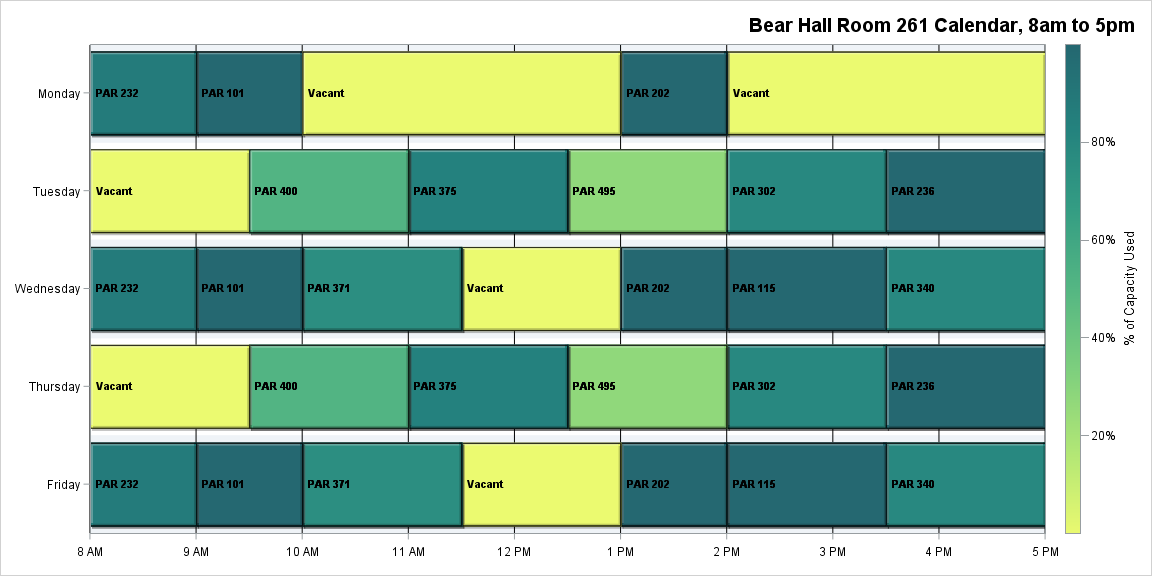 Bear Hall Room 261 Calendar, 8am to 5pm
Monday
PAR 232
PAR 101
Vacant
PAR 202
Vacant
Tuesday
Vacant
PAR 400
PAR 375
PAR 495
PAR 302
PAR 236
Wednesday
PAR 232
PAR 101
PAR 371
Vacant
PAR 202
PAR 115
PAR 340
Thursday
Vacant
PAR 400
PAR 375
PAR 495
PAR 302
PAR 236
Friday
PAR 232
PAR 101
PAR 371
Vacant
PAR 202
PAR 115
PAR 340
8 AM
9 AM
10 AM
11 AM
12 PM
1 PM
2 PM
3 PM
4 PM
5 PM
80%
60%
40%
20%
% of Capacity Used